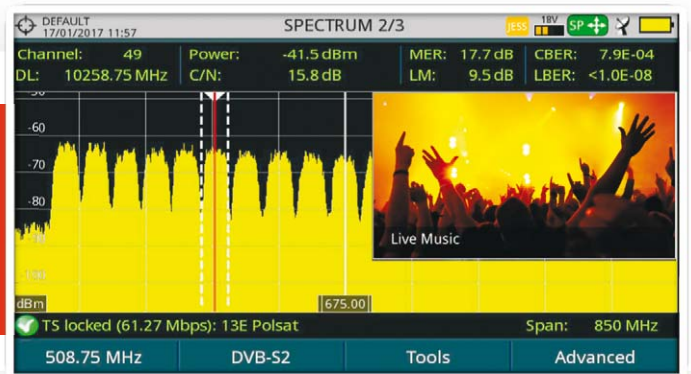 DEFAULT
17/01/2017 11:57
SPECTRUM 2/3
JESS
18V
SP
Channel: 49
DL: 10258.75 MHz
Power: -41.5 dBm
C/N: 15.8 dB
MER: 17.7 dB
LM: 9.5 dB
CBER: 7.9E-04
LBER: <1.0E-08
-60
-70
-80
dBm
675.00
Live Music
TS locked (61.27 Mbps): 13E Polsat
Span: 850 MHz
508.75 MHz
DVB-S2
Tools
Advanced